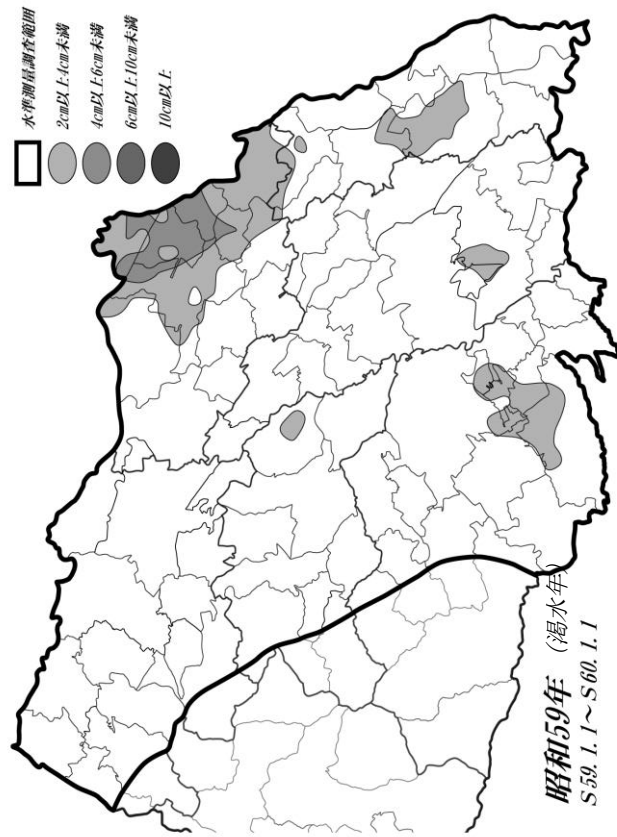 水準測量調査範囲
2cm以上4cm未満
4cm以上6cm未満
6cm以上10cm未満
10cm以上
昭和59年 (渇水年)
S59.1.1〜S60.1.1